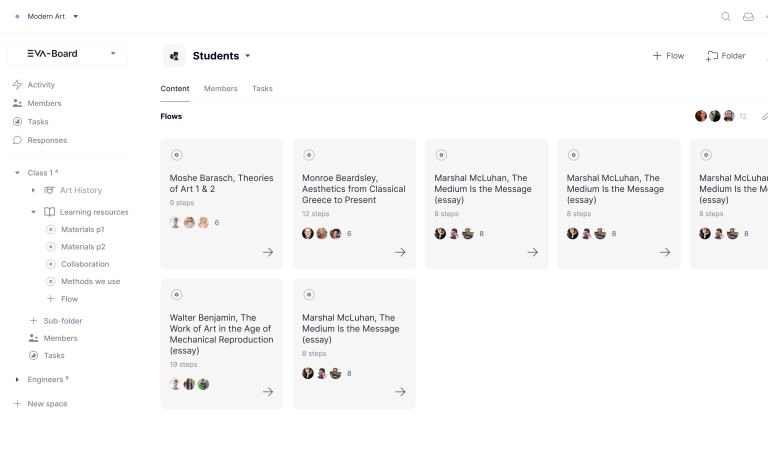 Modern Art
EVA-Board
Activity
Members
Tasks
Responses
Class 1 4
Art History
Learning resources
Materials p1
Materials p2
Collaboration
Methods we use
Flow
Sub-folder
Members
Tasks
Engineers 8
New space
Students
Flow
Folder
Content
Members
Tasks
Flows
12
Moshe Barasch, Theories
of Art 1 & 2
9 steps
6
Monroe Beardsley,
Aesthetics from Classical
Greece to Present
12 steps
6
Marshal McLuhan, The
Medium Is the Message
(essay)
8 steps
8
Marshal McLuhan, The
Medium Is the Message
(essay)
8 steps
8
Marshal McLuhan
Medium Is the M
(essay)
8 steps
8
Walter Benjamin, The
Work of Art in the Age of
Mechanical Reproduction
(essay)
19 steps
Marshal McLuhan, The
Medium Is the Message
(essay)
8 steps
8